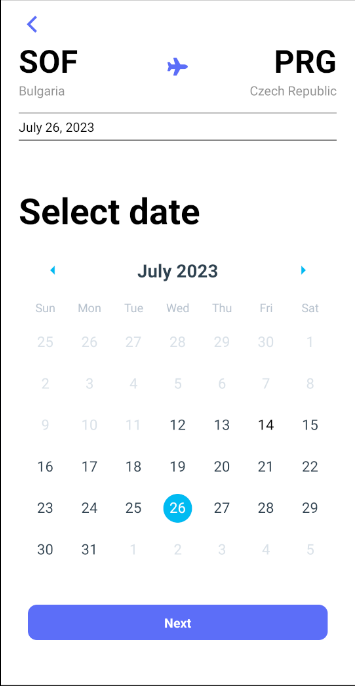 SOF PRG
Bulgaria Czech Republic
July 26, 2023
Select date
July 2023
Sun Mon Tue Wed Thu Fri Sat
25 26 27 28 29 30 1
2 3 4 5 6 7 8
9 10 11 12 13 14 15
16 17 18 19 20 21 22
23 24 25 26 27 28 29
30 31 1 2 3 4 5
Next